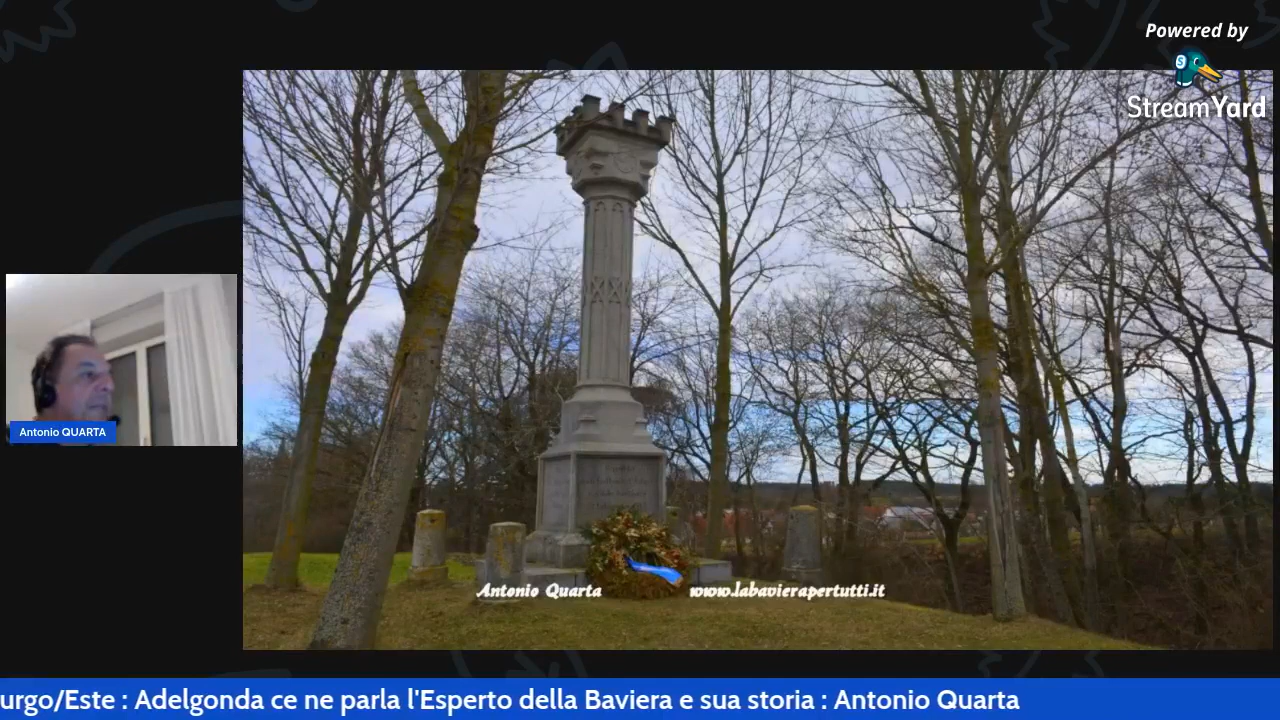 Powered by
StreamYard
Antonio QUARTA
Antonio Quarta
www.labavierapertutti.it
urgo/Este : Adelgonda ce ne parla l'Esperto della Baviera e sua storia : Antonio Quarta